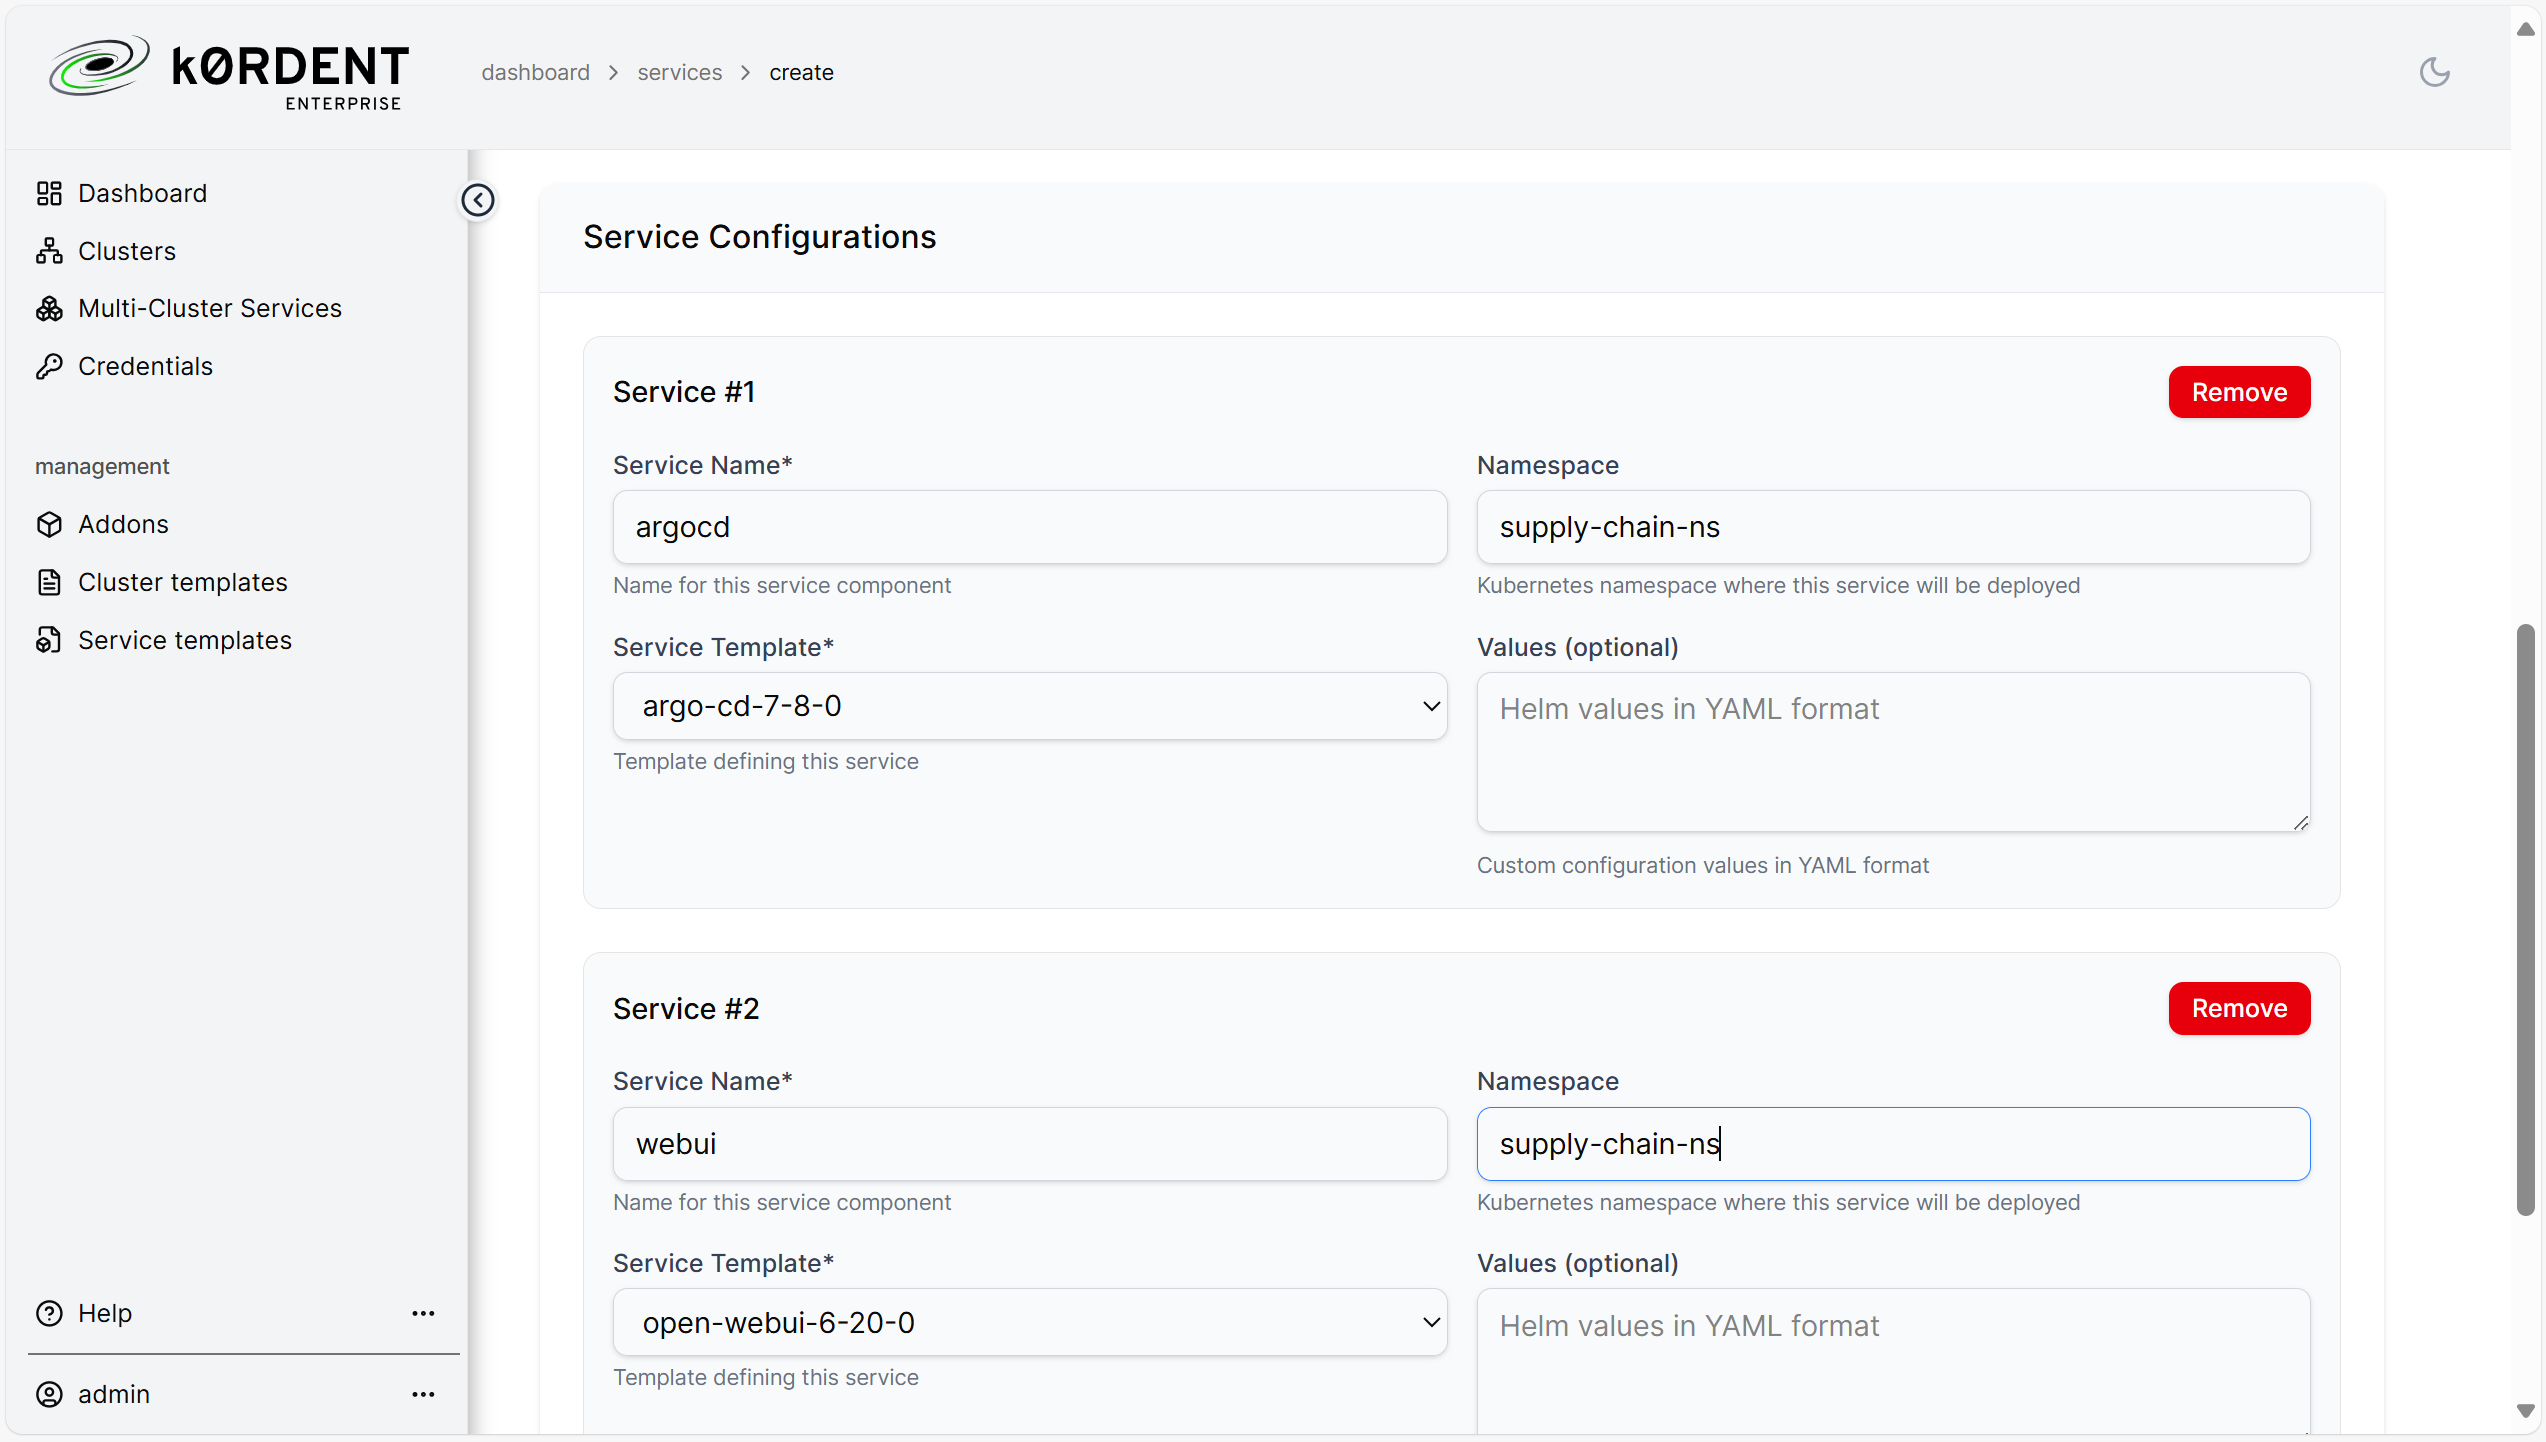 k0RDENT
ENTERPRISE
dashboard > services > create
Dashboard
Clusters
Multi-Cluster Services
Credentials
management
Addons
Cluster templates
Service templates
Help
admin
Service Configurations
Service #1
Remove
Service Name*
Namespace
argocd
supply-chain-ns
Name for this service component
Kubernetes namespace where this service will be deployed
Service Template*
Values (optional)
argo-cd-7-8-0
Helm values in YAML format
Template defining this service
Custom configuration values in YAML format
Service #2
Remove
Service Name*
Namespace
webui
supply-chain-ns
Name for this service component
Kubernetes namespace where this service will be deployed
Service Template*
Values (optional)
open-webui-6-20-0
Helm values in YAML format
Template defining this service